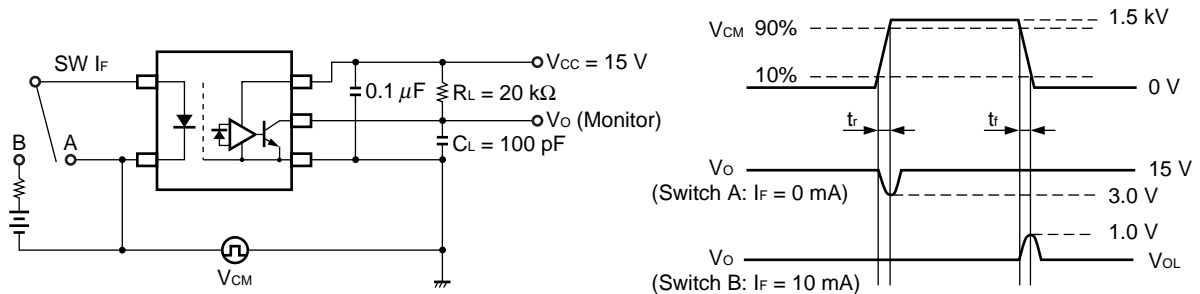 SW IF
B
A
VCC = 15 V
0.1 μF
RL = 20 kΩ
VO (Monitor)
CL = 100 pF
VCM
VCM 90%
10%
1.5 kV
0 V
tr
tf
VO
(Switch A: IF = 0 mA)
15 V
3.0 V
1.0 V
VO
(Switch B: IF = 10 mA)
VOL